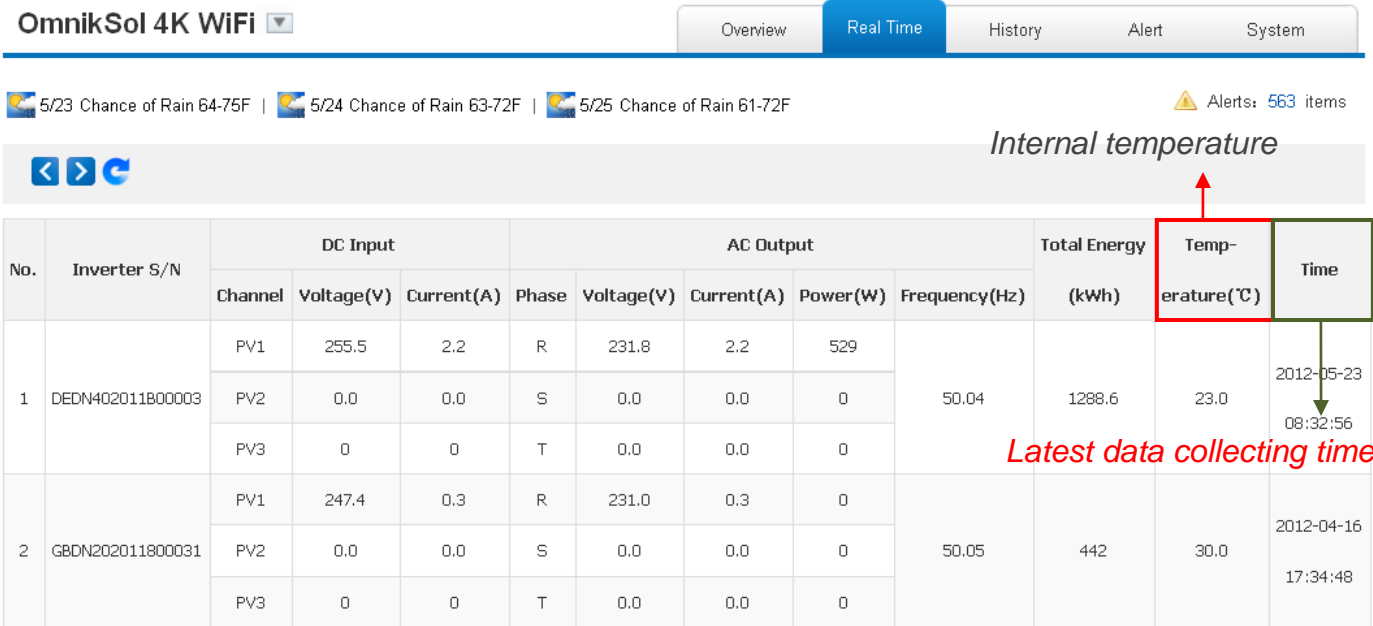 OmnikSol 4K WiFi
Overview Real Time History Alert System
5/23 Chance of Rain 64-75F | 5/24 Chance of Rain 63-72F | 5/25 Chance of Rain 61-72F
Alerts: 563 items
Internal temperature
No. Inverter S/N DC Input AC Output Total Energy (kWh) Temp-erature(℃) Time
Channel Voltage(V) Current(A) Phase Voltage(V) Current(A) Power(W) Frequency(Hz)
PV1 255.5 2.2 R 231.8 2.2 529
1 DEDN402011B00003 PV2 0.0 0.0 S 0.0 0.0 0 50.04 1288.6 23.0 2012-05-23 08:32:56
PV3 0 0 T 0.0 0.0 0
Latest data collecting time
PV1 247.4 0.3 R 231.0 0.3 0
2 GBDN202011800031 PV2 0.0 0.0 S 0.0 0.0 0 50.05 442 30.0 2012-04-16 17:34:48
PV3 0 0 T 0.0 0.0 0